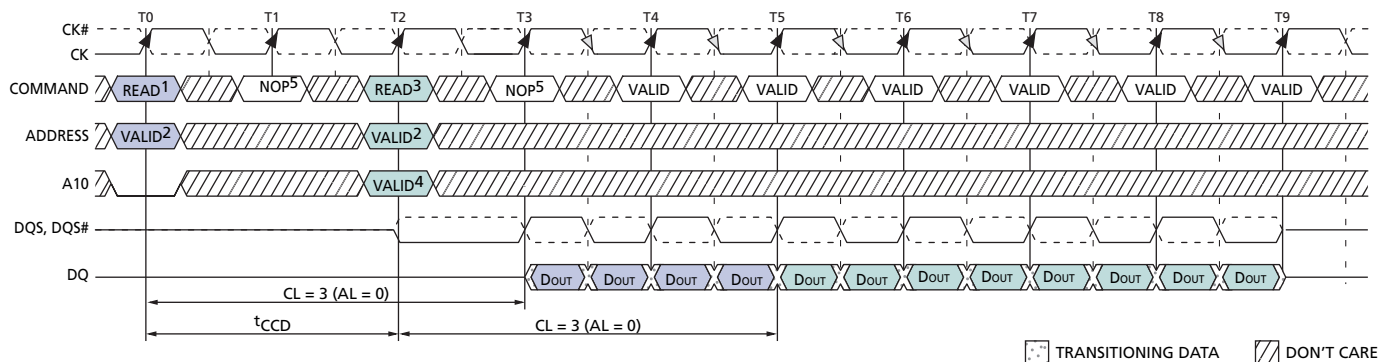 T0 T1 T2 T3 T4 T5 T6 T7 T8 T9
CK#
CK
COMMAND READ1 NOP5 READ3 NOP5 VALID VALID VALID VALID VALID VALID
ADDRESS VALID2 VALID2
A10 VALID4
DQS, DQS#
DQ DOUT DOUT DOUT DOUT DOUT DOUT DOUT DOUT DOUT DOUT DOUT DOUT
CL = 3 (AL = 0)
tCCD CL = 3 (AL = 0)
TRANSITIONING DATA DON'T CARE